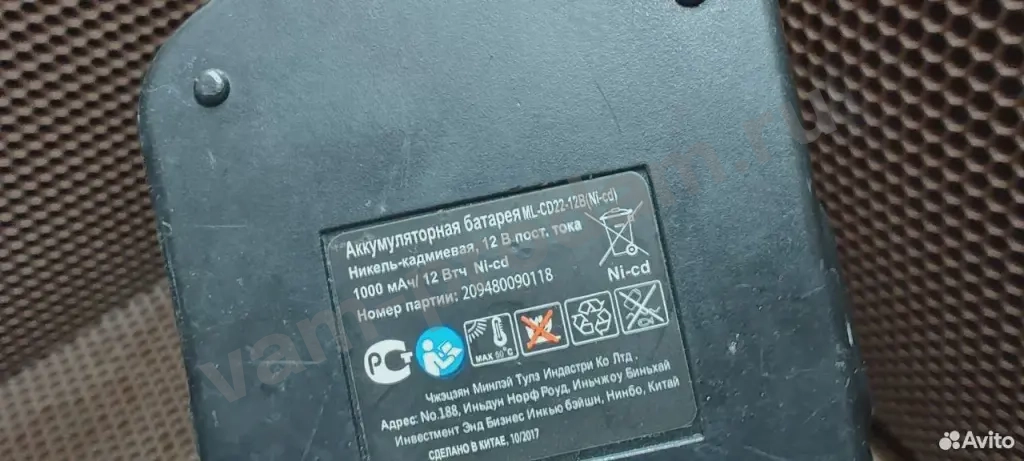 Аккумуляторная батарея ML-CD22-12B(Ni-cd)
Никель-кадмиевая, 12 В пост. тока
1000 мАч/ 12 Втч Ni-cd
Номер партии: 209480090118
Ni-cd
РСТ
MAX 50°C
Чжэцзян Минлэй Тулз Индастри Ко Лтд,
Адрес: No.188, Иньдун Норф Роуд, Иньчжоу Биньхай
Инвестмент Энд Бизнес Инкью бэйшн, Нинбо, Китай
СДЕЛАНО В КИТАЕ, 10/2017
Avito